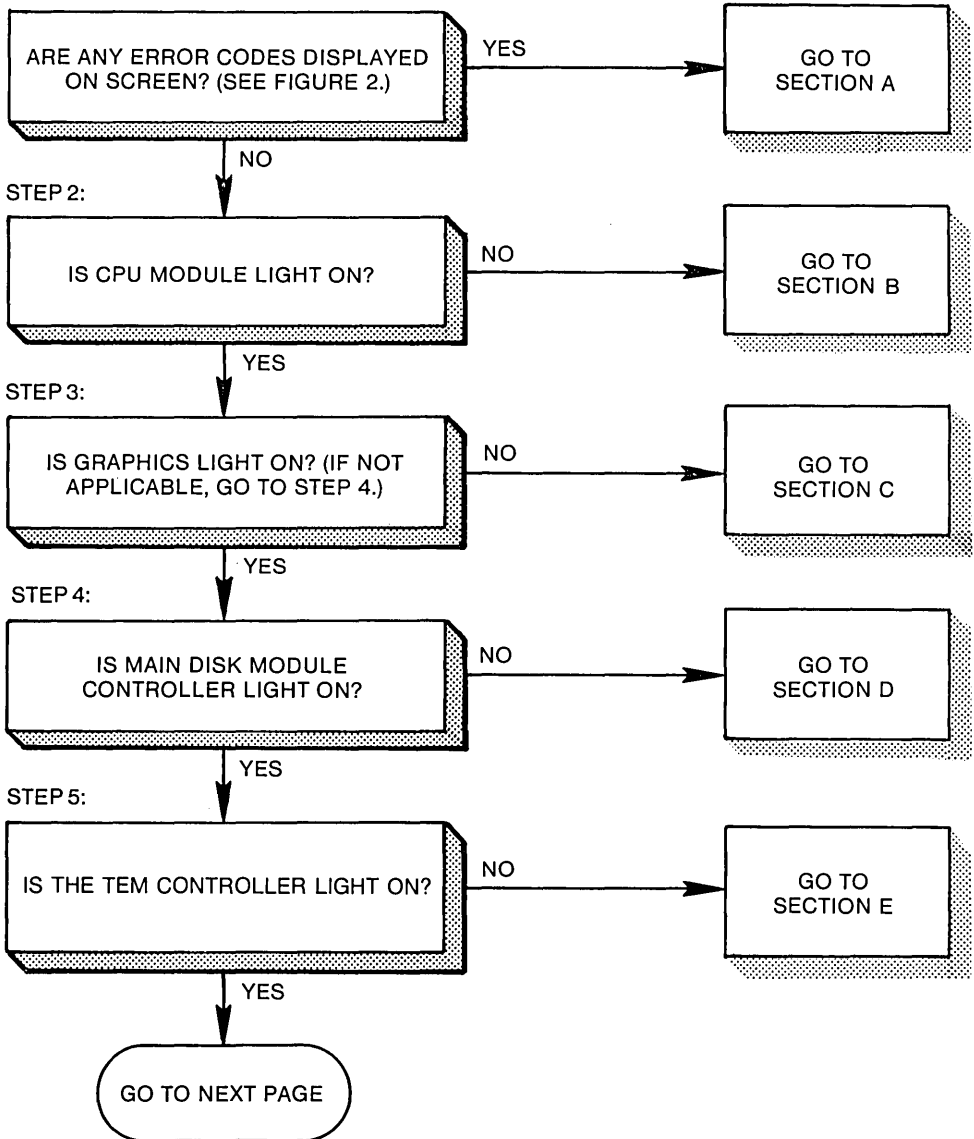 ARE ANY ERROR CODES DISPLAYED
ON SCREEN? (SEE FIGURE 2.)
YES
GO TO
SECTION A
NO
STEP 2:
IS CPU MODULE LIGHT ON?
NO
GO TO
SECTION B
YES
STEP 3:
IS GRAPHICS LIGHT ON? (IF NOT
APPLICABLE, GO TO STEP 4.)
NO
GO TO
SECTION C
YES
STEP 4:
IS MAIN DISK MODULE
CONTROLLER LIGHT ON?
NO
GO TO
SECTION D
YES
STEP 5:
IS THE TEM CONTROLLER LIGHT ON?
NO
GO TO
SECTION E
YES
GO TO NEXT PAGE